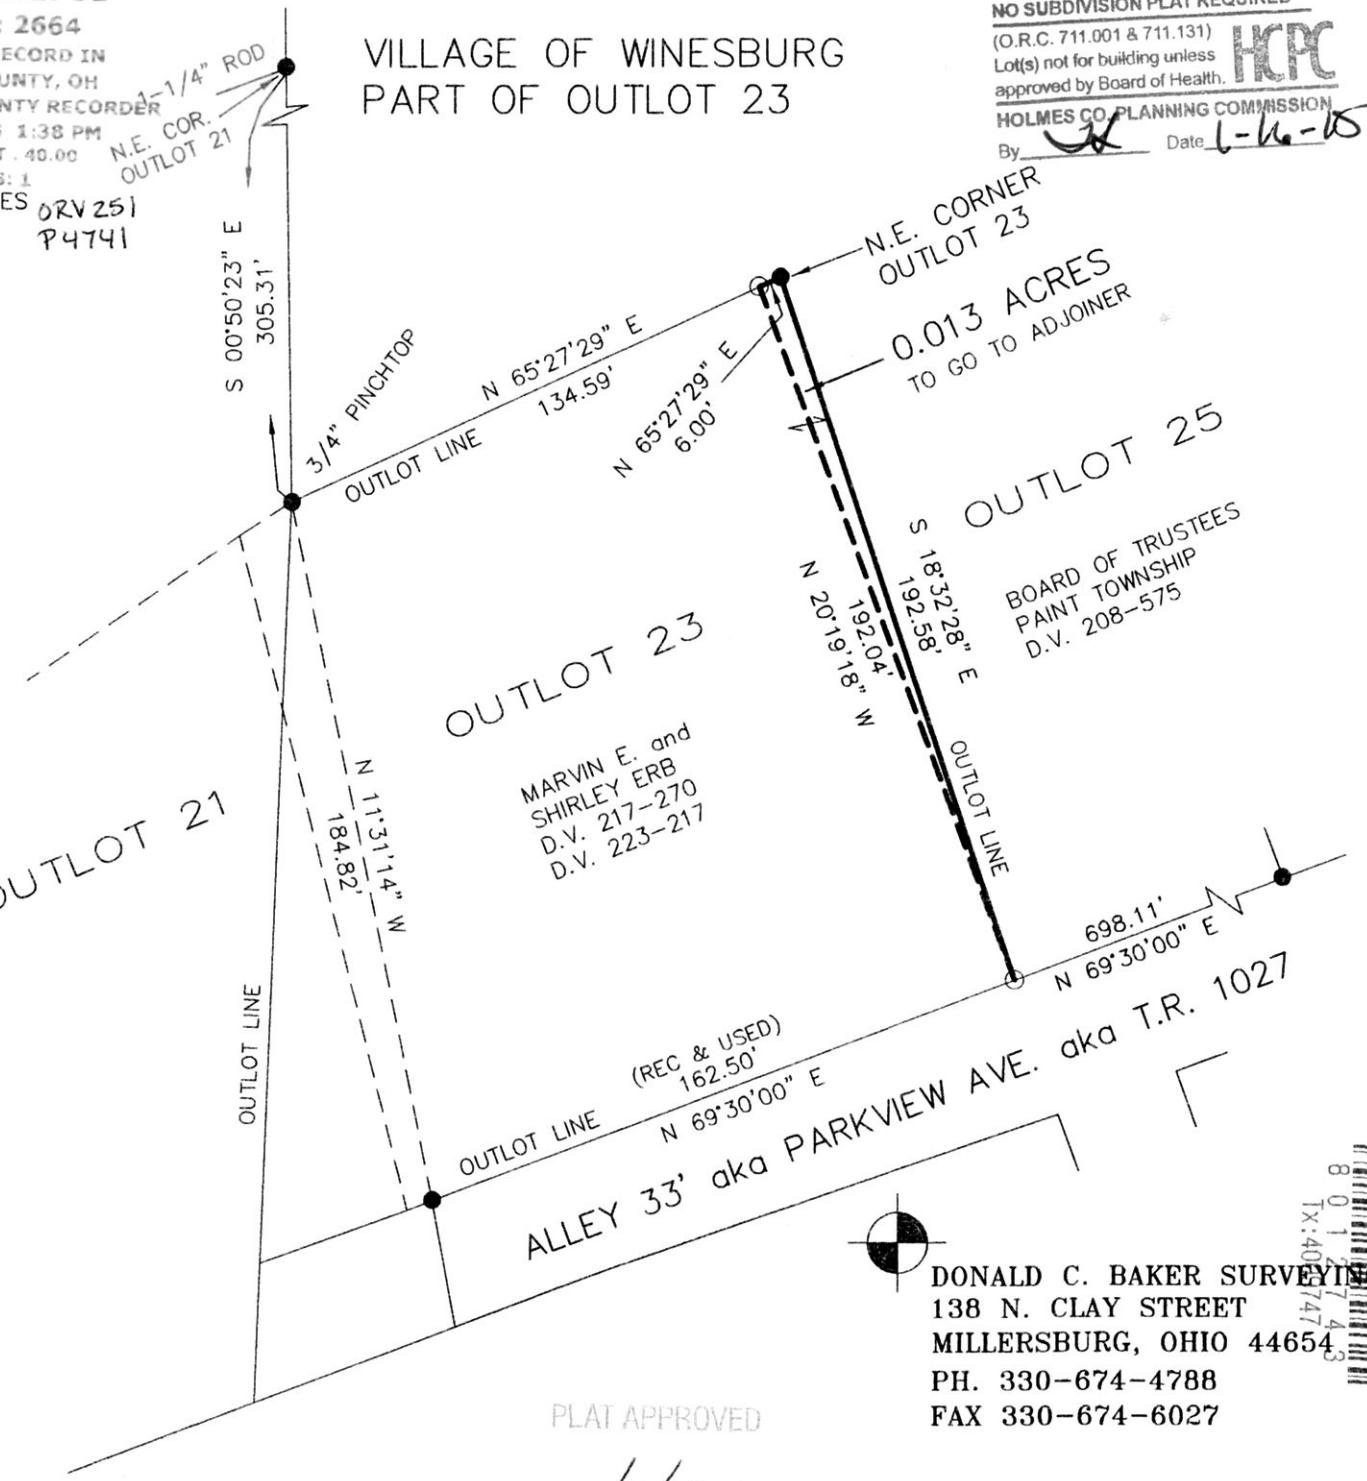 : 2664
ECORD IN
UNTY, OH
NTY RECORDER
1:38 PM
40.00
ES ORV 251
P4741
1-1/4" ROD
N.E. COR.
OUTLOT 21
VILLAGE OF WINESBURG
PART OF OUTLOT 23
NO SUBDIVISION PLAT REQUIRED
(O.R.C. 711.001 & 711.131)
Lot(s) not for building unless
approved by Board of Health.
HCPC
HOLMES CO. PLANNING COMMISSION
By Date
S 00°50'23" E
305.31'
3/4" PINCHTOP
N 65°27'29" E
134.59'
OUTLOT LINE
N 65°27'29" E
6.00'
N.E. CORNER
OUTLOT 23
0.013 ACRES
TO GO TO ADJOINER
OUTLOT 25
BOARD OF TRUSTEES
PAINT TOWNSHIP
D.V. 208-575
S 18°32'28" E
192.58'
192.04'
N 20°19'18" W
OUTLOT LINE
OUTLOT 23
MARVIN E. and
SHIRLEY ERB
D.V. 217-270
D.V. 223-217
OUTLOT 21
N 11°31'14" W
184.82'
OUTLOT LINE
698.11'
N 69°30'00" E
(REC & USED)
162.50'
OUTLOT LINE
N 69°30'00" E
ALLEY 33' aka PARKVIEW AVE. aka T.R. 1027
DONALD C. BAKER SURVEYIN
138 N. CLAY STREET
MILLERSBURG, OHIO 44654
PH. 330-674-4788
FAX 330-674-6027
PLAT APPROVED